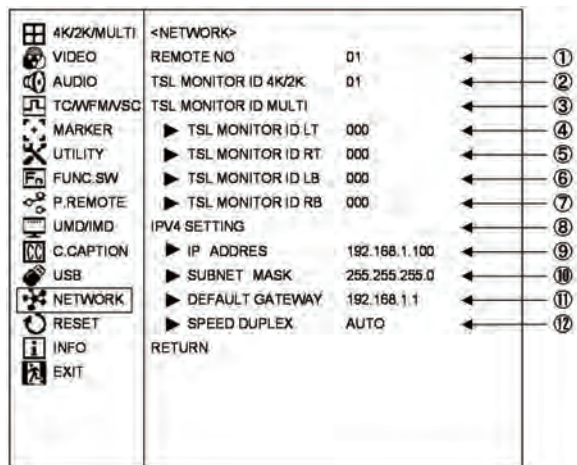 4K/2K/MULTI
VIDEO
AUDIO
TC/WFM/VSC
MARKER
UTILITY
Fn FUNC.SW
P.REMOTE
UMD/IMD
CC C.CAPTION
USB
NETWORK
RESET
i INFO
EXIT
<NETWORK>
REMOTE NO 01 ①
TSL MONITOR ID 4K/2K 01 ②
TSL MONITOR ID MULTI ③
▶ TSL MONITOR ID LT 000 ④
▶ TSL MONITOR ID RT 000 ⑤
▶ TSL MONITOR ID LB 000 ⑥
▶ TSL MONITOR ID RB 000 ⑦
IPV4 SETTING ⑧
▶ IP ADDRES 192.168.1.100 ⑨
▶ SUBNET MASK 255.255.255.0 ⑩
▶ DEFAULT GATEWAY 192.168.1.1 ⑪
▶ SPEED DUPLEX AUTO ⑫
RETURN